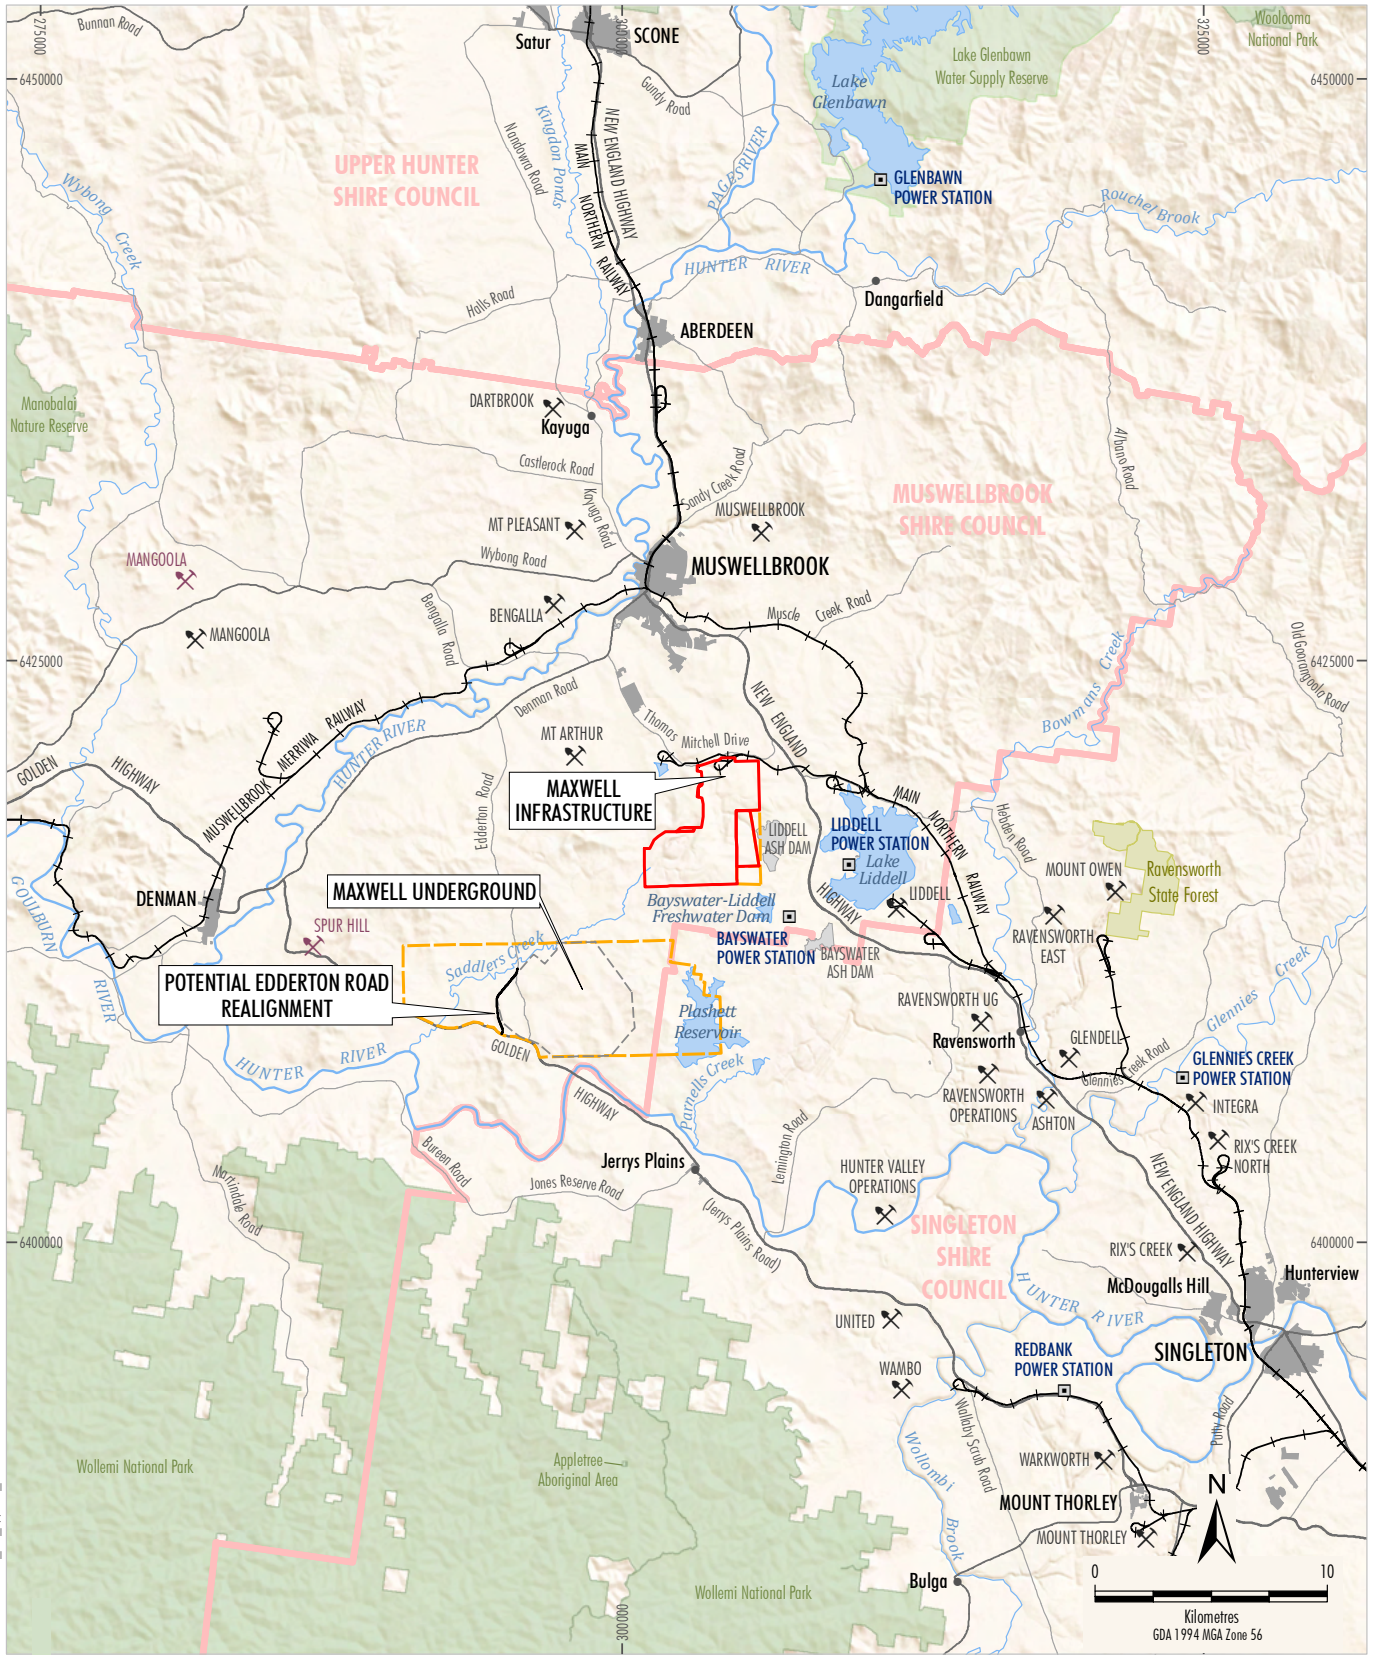 275000
Bunnan Road
Satur
SCONE
300000
325000
Woolooma
National Park
6450000
6450000
Gundy Road
Lake
Glenbawn
Lake Glenbawn
Water Supply Reserve
Kingdon Ponds
Nandowra Road
NEW ENGLAND HIGHWAY
MAIN
NORTHERN
RAILWAY
PAGES RIVER
UPPER HUNTER
SHIRE COUNCIL
GLENBAWN
POWER STATION
Wybong
Creek
Rouchel Brook
HUNTER RIVER
Dangarfield
Halls Road
ABERDEEN
Manobalai
Nature Reserve
DARTBROOK
Kayuga
Castlerock Road
Kayuga Road
Sandy Creek Road
Albano Road
MUSWELLBROOK
SHIRE COUNCIL
MT PLEASANT
MUSWELLBROOK
Wybong Road
MUSWELLBROOK
MANGOOLA
MANGOOLA
BENGALLA
Bengalla Road
Muscle
Creek Road
Old Goorangoola Road
Bowmans Creek
6425000
6425000
Denman Road
NEW ENGLAND
Thomas
Mitchell Drive
MT ARTHUR
Edderton Road
MUSWELLBROOK
MERRIWA
RAILWAY
HUNTER RIVER
GOLDEN
HIGHWAY
MAXWELL
INFRASTRUCTURE
LIDDELL
ASH DAM
LIDDELL
POWER STATION
Lake
Liddell
MAIN
NORTHERN
RAILWAY
Hebden Road
MOUNT OWEN
Ravensworth
State Forest
HIGHWAY
LIDDELL
DENMAN
MAXWELL UNDERGROUND
Bayswater-Liddell
Freshwater Dam
GOULBURN
RIVER
SPUR HILL
Saddlers Creek
BAYSWATER
POWER STATION
BAYSWATER
ASH DAM
RAVENSWORTH
EAST
POTENTIAL EDDERTON ROAD
REALIGNMENT
Plashett
Reservoir
RAVENSWORTH UG
Ravensworth
Glennies Creek
GLENDELL
Glennies Creek Road
GLENNIES CREEK
POWER STATION
GOLDEN
HIGHWAY
HUNTER RIVER
Parnells Creek
RAVENSWORTH
OPERATIONS
ASHTON
INTEGRA
RIX'S CREEK
NORTH
Lemington Road
Bureen Road
Martindale Road
Jerrys Plains
Jones Reserve Road
(Jerrys Plains Road)
HUNTER VALLEY
OPERATIONS
NEW ENGLAND HIGHWAY
SINGLETON
SHIRE
COUNCIL
6400000
6400000
RIX'S CREEK
McDougalls Hill
Hunterview
HUNTER RIVER
UNITED
REDBANK
POWER STATION
SINGLETON
WAMBO
Wallaby Scrub Road
Putty Road
Wollombi
Brook
Wollemi National Park
Appletree
Aboriginal Area
WARKWORTH
N
MOUNT THORLEY
MOUNT THORLEY
Bulga
Wollemi National Park
300000
0
10
Kilometres
GDA 1994 MGA Zone 56